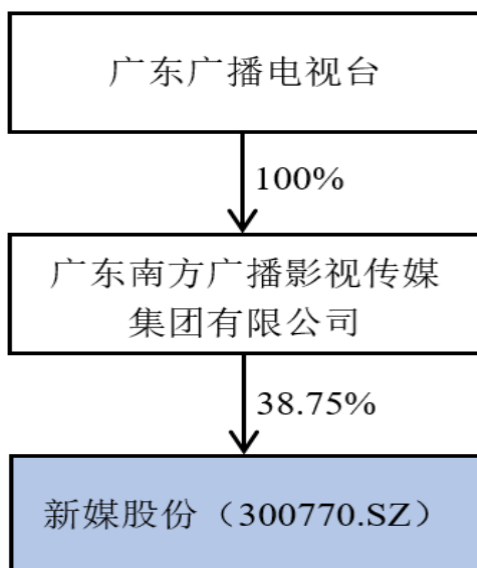 广东广播电视台
100%
广东南方广播影视传媒
集团有限公司
38.75%
新媒股份（300770.SZ）